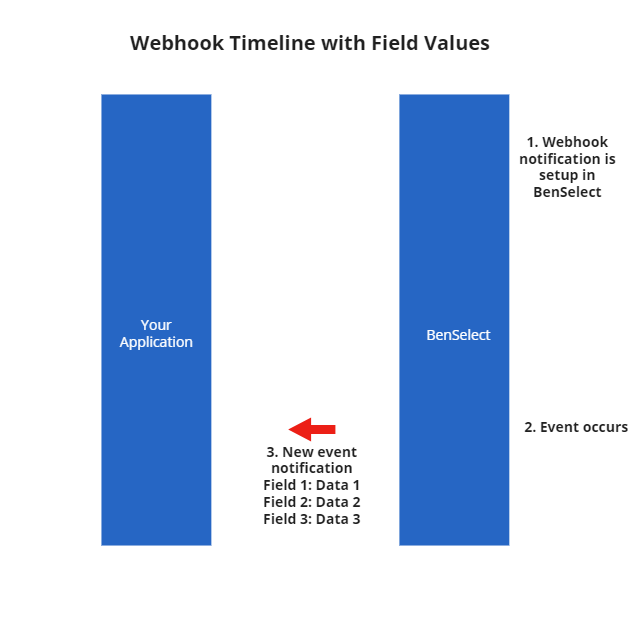 Webhook Timeline with Field Values
1. Webhook
notification is
setup in
BenSelect
Your
Application
BenSelect
2. Event occurs
3. New event
notification
Field 1: Data 1
Field 2: Data 2
Field 3: Data 3